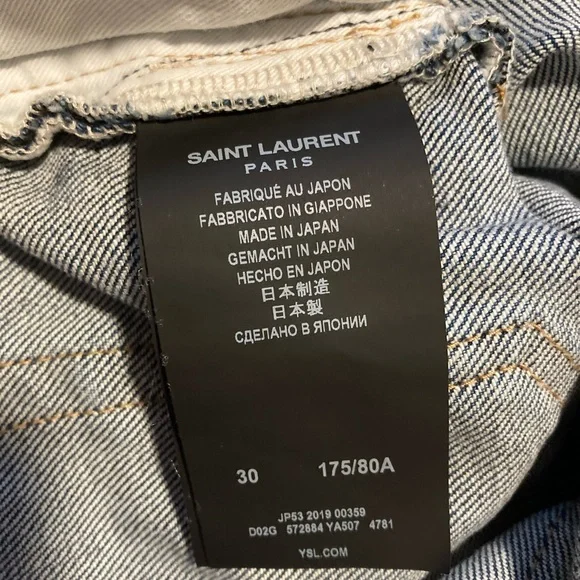 SAINT LAURENT
PARIS
FABRIQUÉ AU JAPON
FABBRICATO IN GIAPPONE
MADE IN JAPAN
GEMACHT IN JAPAN
HECHO EN JAPON
日本制造
日本製
СДЕЛАНО В ЯПОНИИ
30 175/80A
JP53 2019 00359
D02G 572884 YA507 4781
YSL.COM